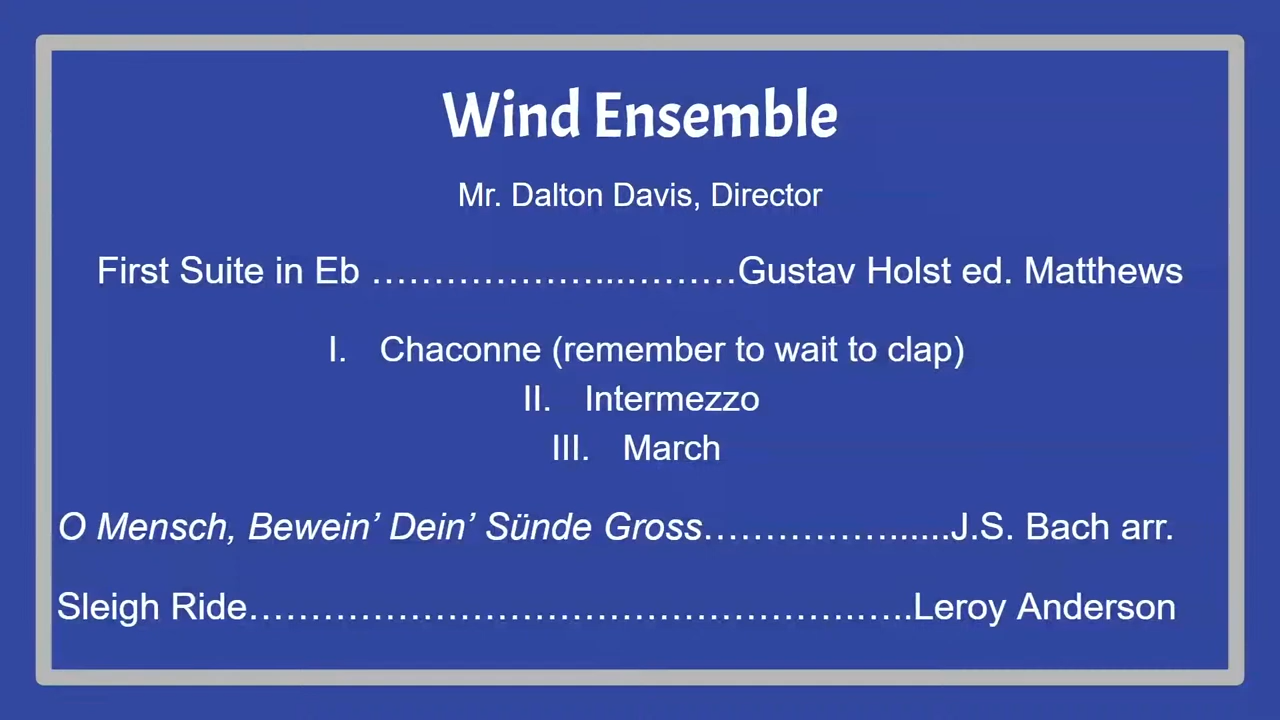 Wind Ensemble
Mr. Dalton Davis, Director
First Suite in Eb …………………...………Gustav Holst ed. Matthews
I. Chaconne (remember to wait to clap)
II. Intermezzo
III. March
O Mensch, Bewein’ Dein’ Sünde Gross……………......J.S. Bach arr.
Sleigh Ride……………………………………………….…..Leroy Anderson